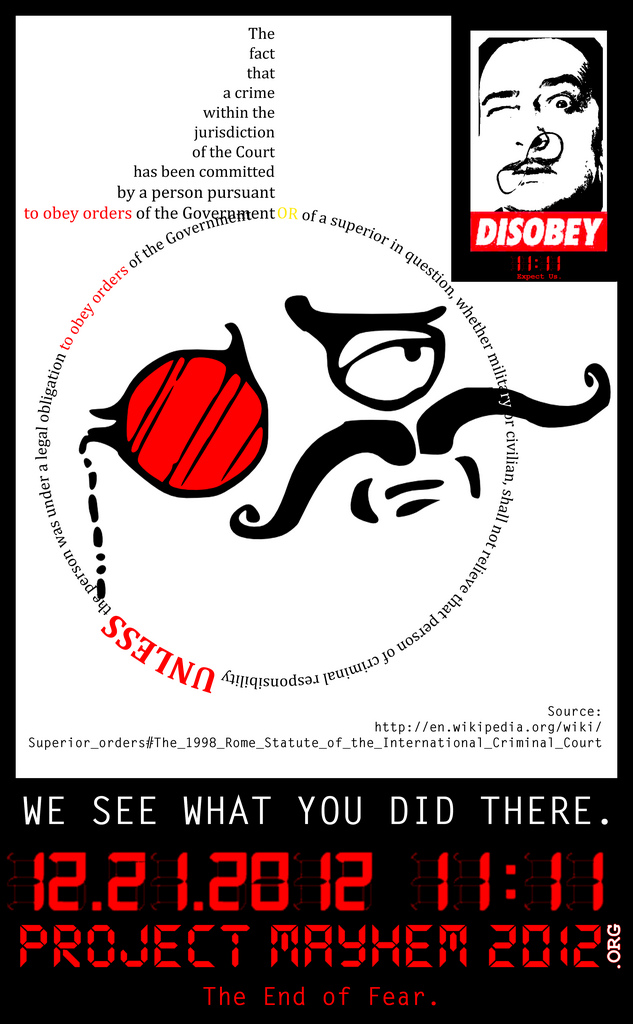 The
fact
that
a crime
within the
jurisdiction
of the Court
has been committed
by a person pursuant
to obey orders of the Government OR of a superior in question, whether military or civilian, shall not relieve that person of criminal responsibility UNLESS the person was under a legal obligation to obey orders of the Government
DISOBEY
11:11
Expect Us.
Source:
http://en.wikipedia.org/wiki/
Superior_orders#The_1998_Rome_Statute_of_the_International_Criminal_Court
WE SEE WHAT YOU DID THERE.
12.21.2012 11:11
PROJECT MAYHEM 2012.ORG
The End of Fear.